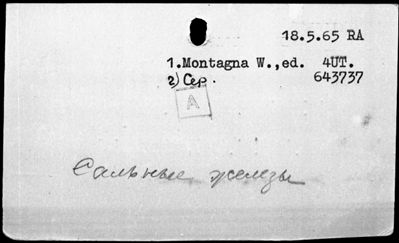 18.5.65 RA
1.Montagna W.,ed. 4UT.
2) Сер. 643737
A
Сальные железы